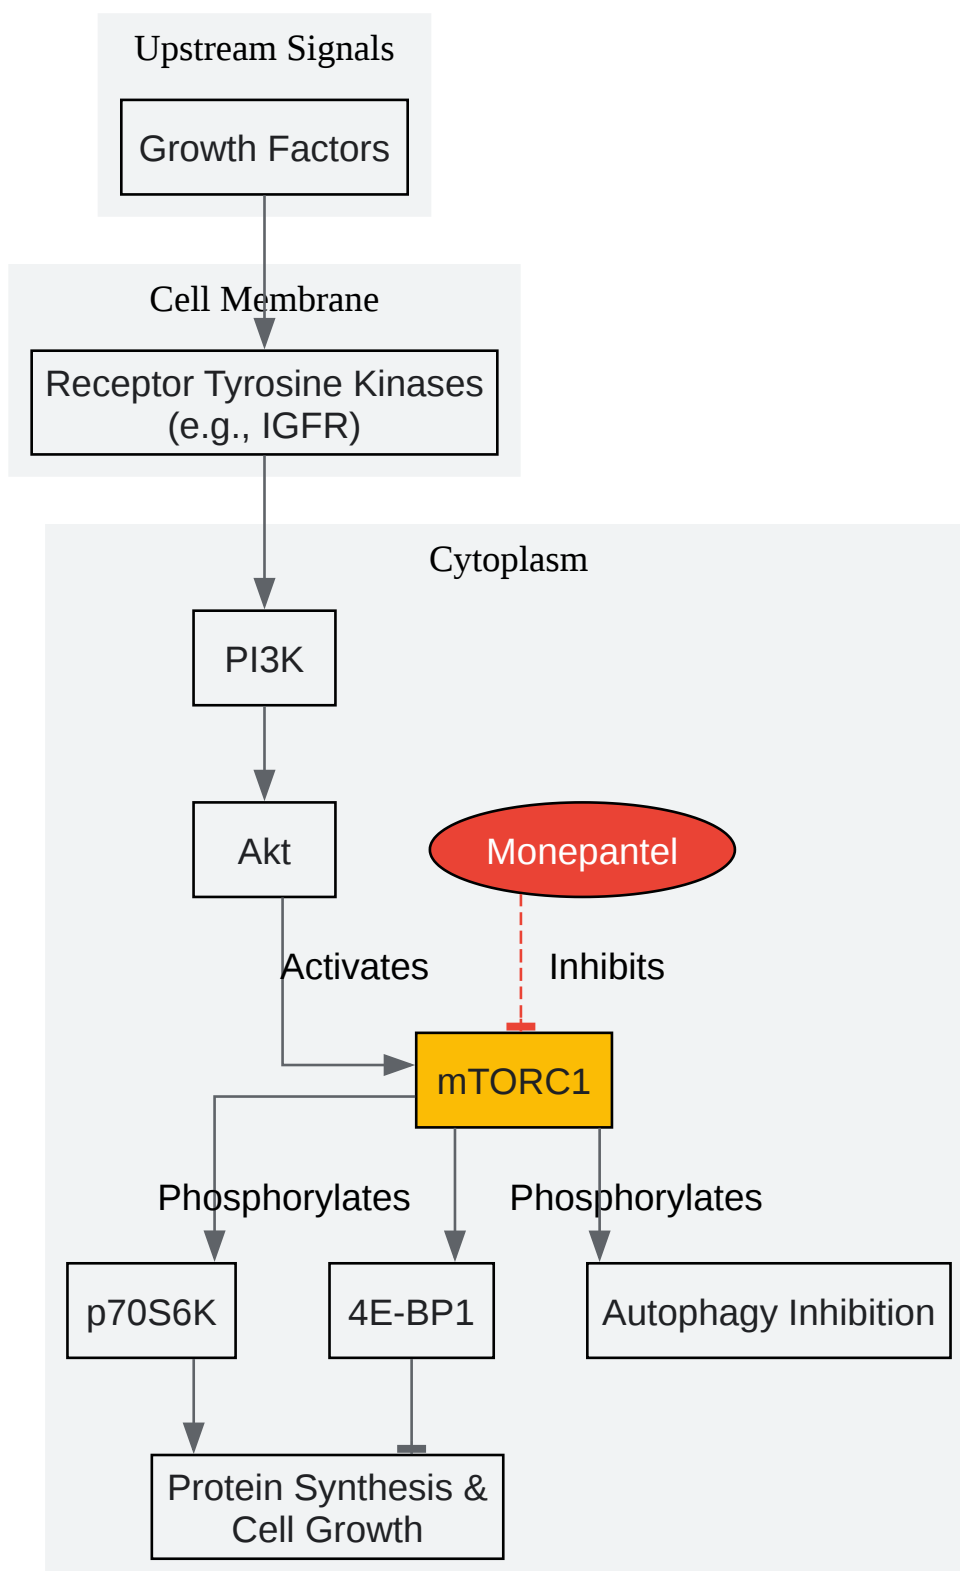 Upstream Signals
Growth Factors
Cell Membrane
Receptor Tyrosine Kinases
(e.g., IGFR)
Cytoplasm
PI3K
Akt
Monepantel
Activates
Inhibits
mTORC1
Phosphorylates
Phosphorylates
p70S6K
4E-BP1
Autophagy Inhibition
Protein Synthesis &
Cell Growth